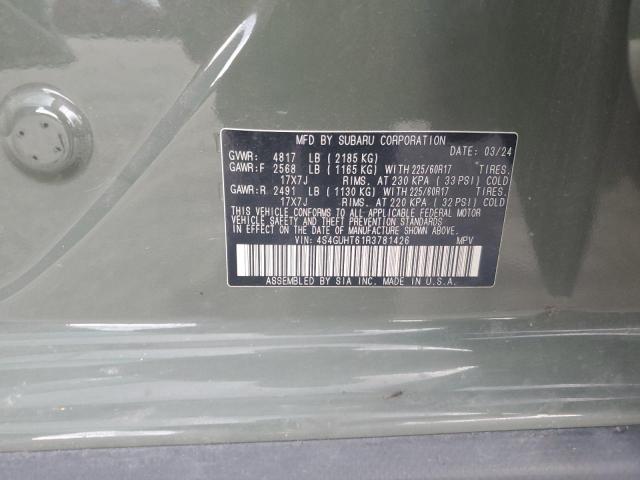 MFD BY SUBARU CORPORATION
GVWR: 4817 LB ( 2185 KG) DATE: 03/24
GAWR:F 2568 LB ( 1165 KG) WITH 225/60R17 TIRES.
17X7J RIMS. AT 230 KPA ( 33 PSI) COLD
GAWR:R 2491 LB ( 1130 KG) WITH 225/60R17 TIRES.
17X7J RIMS. AT 220 KPA ( 32 PSI) COLD
THIS VEHICLE CONFORMS TO ALL APPLICABLE FEDERAL MOTOR
VEHICLE SAFETY AND THEFT PREVENTION STANDARDS
IN EFFECT ON THE DATE OF MANUFACTURE SHOWN ABOVE.
VIN: 4S4GUHT61R3781426 MPV
ASSEMBLED BY SIA INC. MADE IN U.S.A.